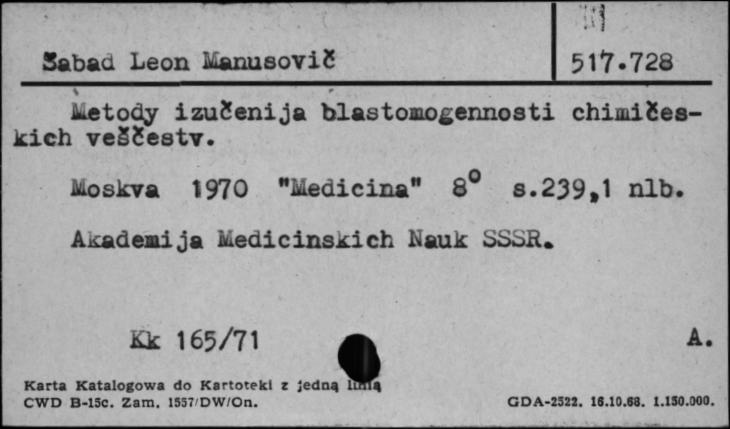 Šabad Leon Manusovič
517.728
Metody izučenija blastomogennosti chimičes-
kich veščestv.
Moskva 1970 "Medicina" 8° s.239,1 nlb.
Akademija Medicinskich Nauk SSSR.
Kk 165/71
A.
Karta Katalogowa do Kartoteki z jedną linią
CWD B-15c. Zam. 1557/DW/On.
GDA-2522. 16.10.68. 1.150.000.